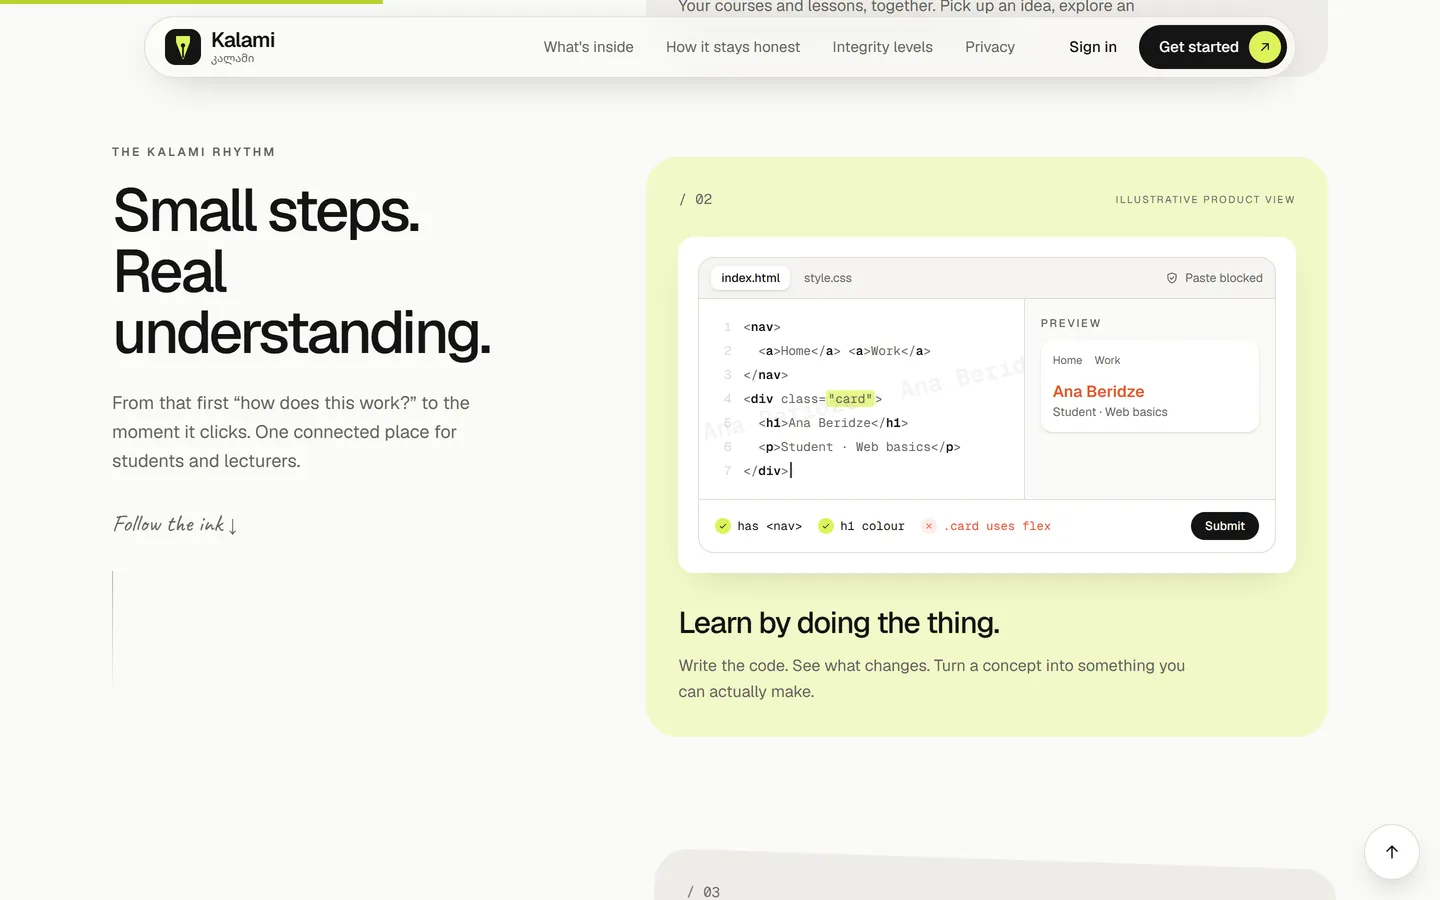 Your courses and lessons, together. Pick up an idea, explore an
Kalami
კალამი
What's inside
How it stays honest
Integrity levels
Privacy
Sign in
Get started
THE KALAMI RHYTHM
Small steps.
Real
understanding.
From that first “how does this work?” to the
moment it clicks. One connected place for
students and lecturers.
Follow the ink ↓
/ 02
ILLUSTRATIVE PRODUCT VIEW
index.html
style.css
Paste blocked
1 <nav>
2 <a>Home</a> <a>Work</a>
3 </nav>
4 <div class="card">
5 <h1>Ana Beridze</h1>
6 <p>Student · Web basics</p>
7 </div>
Ana Beridze
Ana Berid
PREVIEW
Home Work
Ana Beridze
Student · Web basics
has <nav>
h1 colour
.card uses flex
Submit
Learn by doing the thing.
Write the code. See what changes. Turn a concept into something you
can actually make.
/ 03